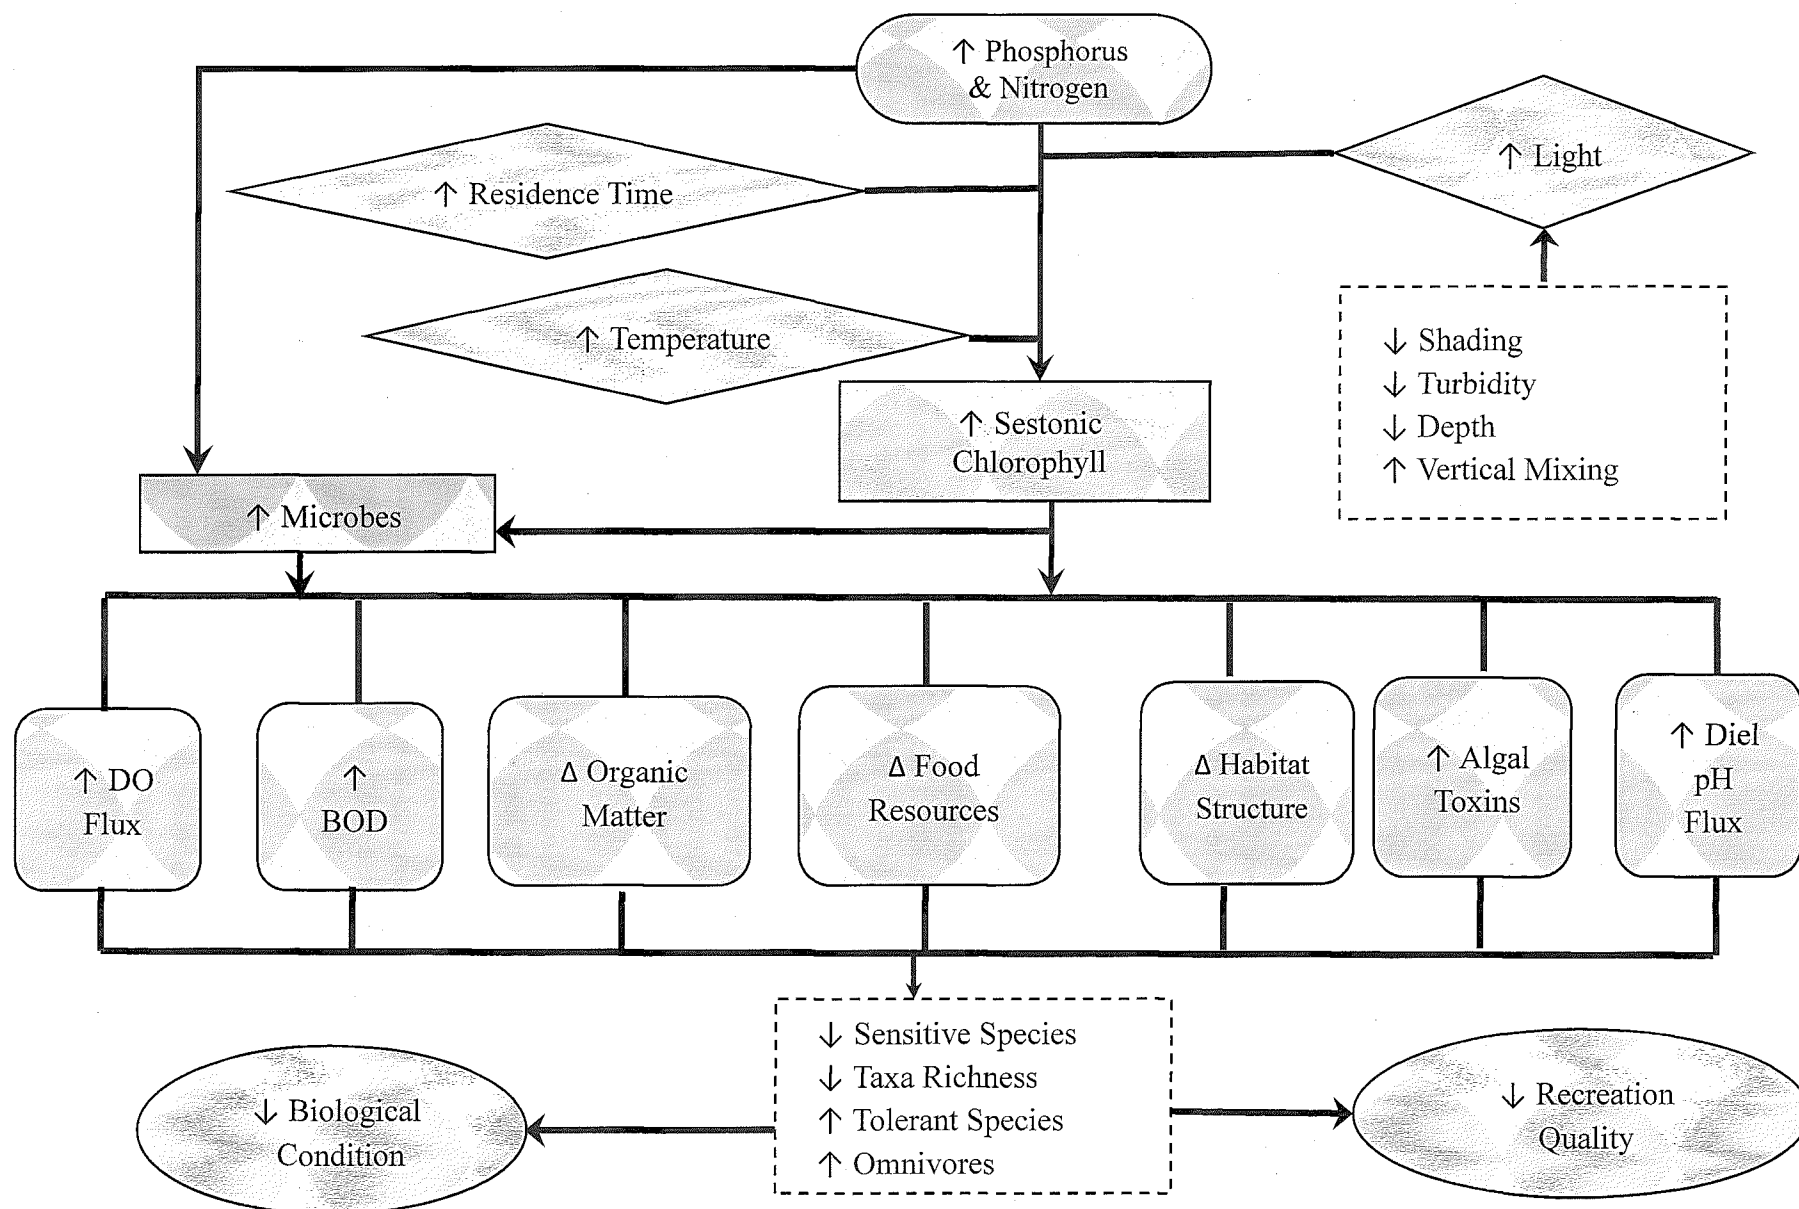 ↑ Phosphorus
& Nitrogen
↑ Light
↑ Residence Time
↑ Temperature
↓ Shading
↓ Turbidity
↓ Depth
↑ Vertical Mixing
↑ Sestonic
Chlorophyll
↑ Microbes
↑ DO
Flux
↑
BOD
Δ Organic
Matter
Δ Food
Resources
Δ Habitat
Structure
↑ Algal
Toxins
↑ Diel
pH
Flux
↓ Sensitive Species
↓ Taxa Richness
↑ Tolerant Species
↑ Omnivores
↓ Biological
Condition
↓ Recreation
Quality